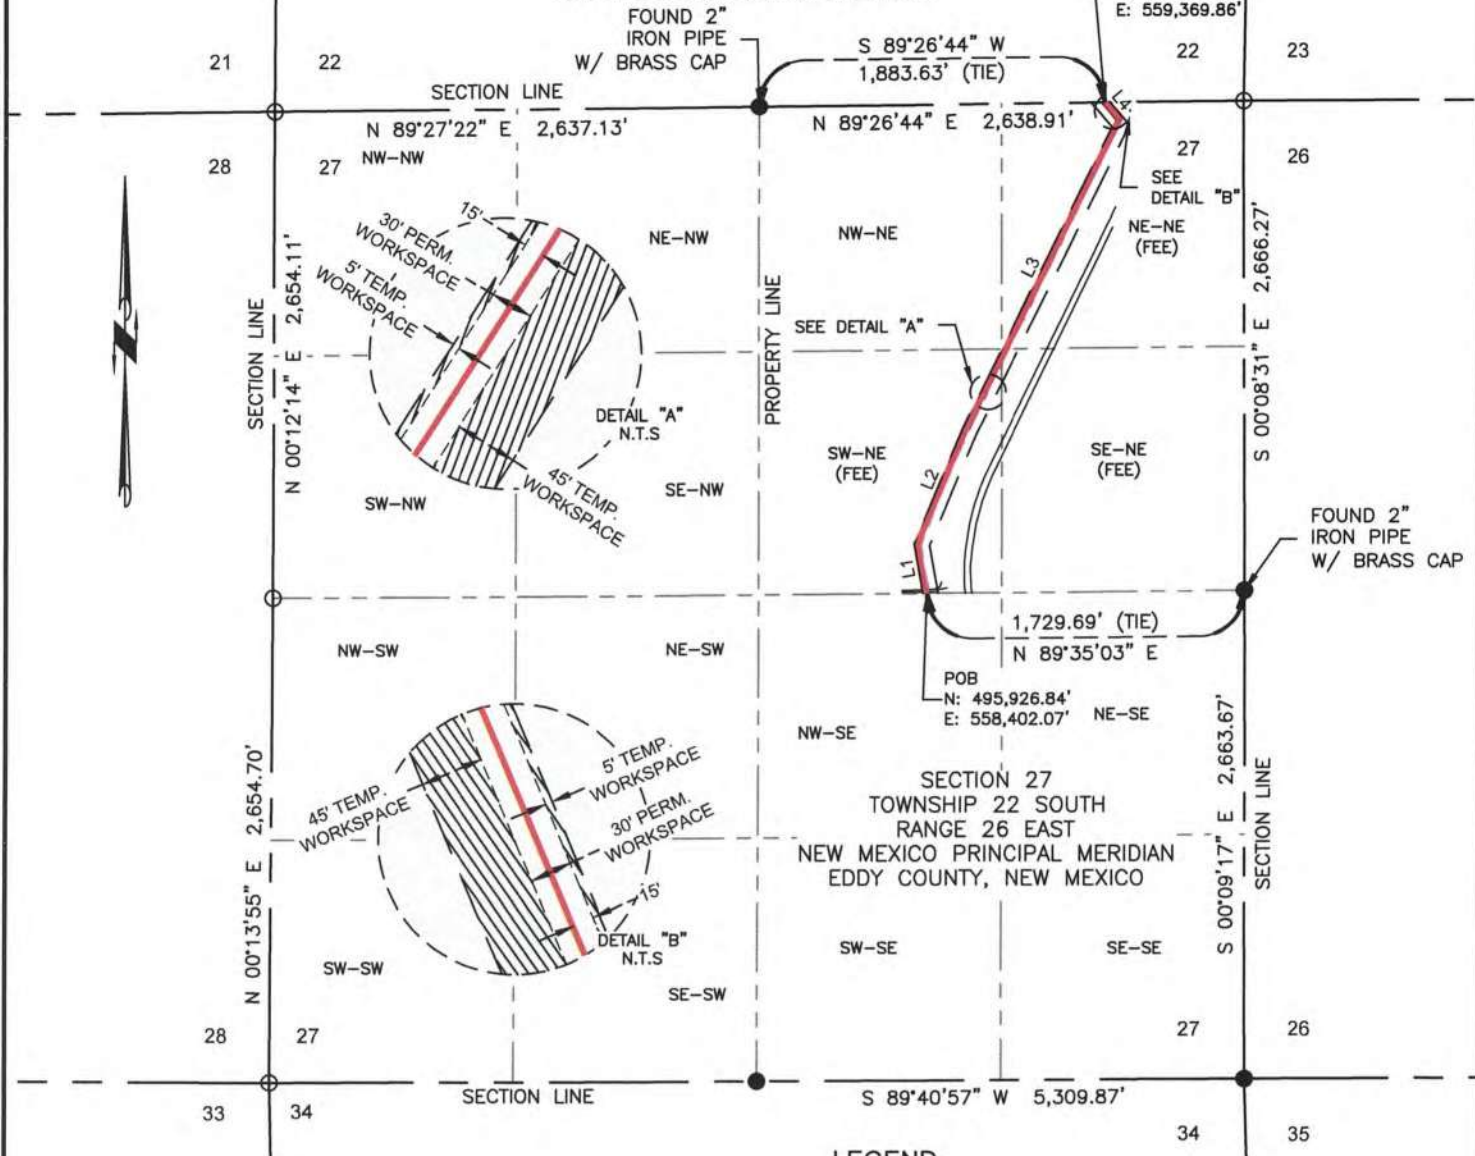 E: 559,369.86'
FOUND 2"
IRON PIPE
W/ BRASS CAP
S 89°26'44" W
1,883.63' (TIE)
21
22
22
23
SECTION LINE
N 89°27'22" E 2,637.13'
N 89°26'44" E 2,638.91'
L4
28
27
27
26
NW-NW
SEE
DETAIL "B"
15'
30' PERM.
WORKSPACE
5' TEMP.
WORKSPACE
NE-NW
NW-NE
NE-NE
(FEE)
SECTION LINE
N 00°12'14" E 2,654.11'
PROPERTY LINE
L3
S 00°08'31" E 2,666.27'
SEE DETAIL "A"
DETAIL "A"
N.T.S
45' TEMP.
WORKSPACE
SW-NW
SE-NW
SW-NE
(FEE)
L2
SE-NE
(FEE)
FOUND 2"
IRON PIPE
W/ BRASS CAP
L1
1,729.69' (TIE)
N 89°35'03" E
NW-SW
NE-SW
POB
N: 495,926.84'
E: 558,402.07'
NE-SE
NW-SE
45' TEMP.
WORKSPACE
5' TEMP.
WORKSPACE
30' PERM.
WORKSPACE
15'
DETAIL "B"
N.T.S
N 00°13'55" E 2,654.70'
SECTION 27
TOWNSHIP 22 SOUTH
RANGE 26 EAST
NEW MEXICO PRINCIPAL MERIDIAN
EDDY COUNTY, NEW MEXICO
S 00°09'17" E 2,663.67'
SECTION LINE
SW-SW
SE-SW
SW-SE
SE-SE
28
27
27
26
SECTION LINE
S 89°40'57" W 5,309.87'
33
34
34
35
LEGEND